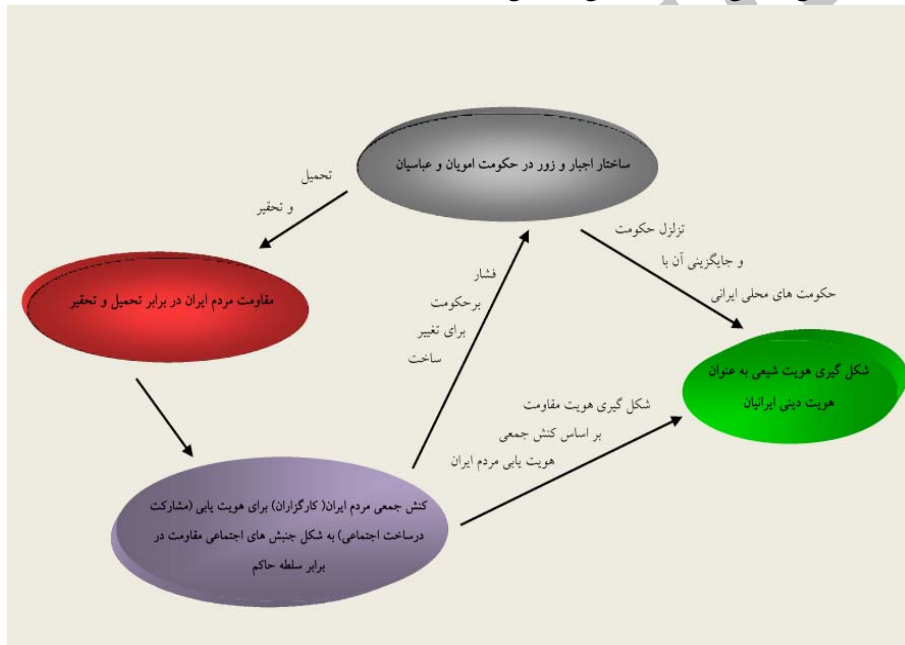 ساختار اجبار و زور در حکومت امویان و عباسیان
تحمیل
و تحقیر
تزلزل حکومت
و جایگزینی آن با
حکومت های محلی ایرانی
فشار
برحکومت
برای تغییر
ساخت
مقاومت مردم ایران در برابر تحمیل و تحقیر
شکل گیری هویت شیعی به عنوان
هویت دینی ایرانیان
شکل گیری هویت مقاومت
بر اساس کنش جمعی
هویت یابی مردم ایران
کنش جمعی مردم ایران( کارگزاران) برای هویت یابی (مشارکت
درساخت اجتماعی) به شکل جنبش های اجتماعی مقاومت در
برابر سلطه حاکم